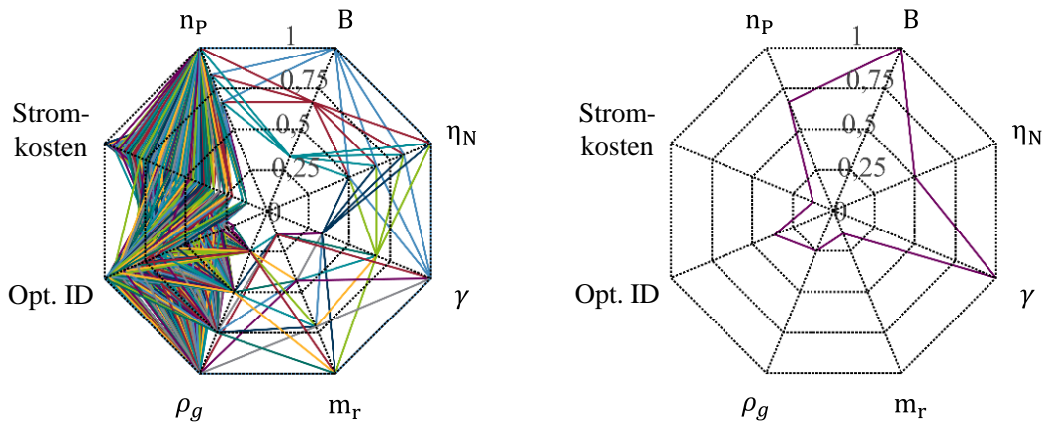 n_P
B
1
0,75
0,5
0,25
0
η_N
γ
m_r
ρ_g
Opt. ID
Strom-
kosten
n_P
B
1
0,75
0,5
0,25
0
η_N
γ
m_r
ρ_g
Opt. ID
Strom-
kosten